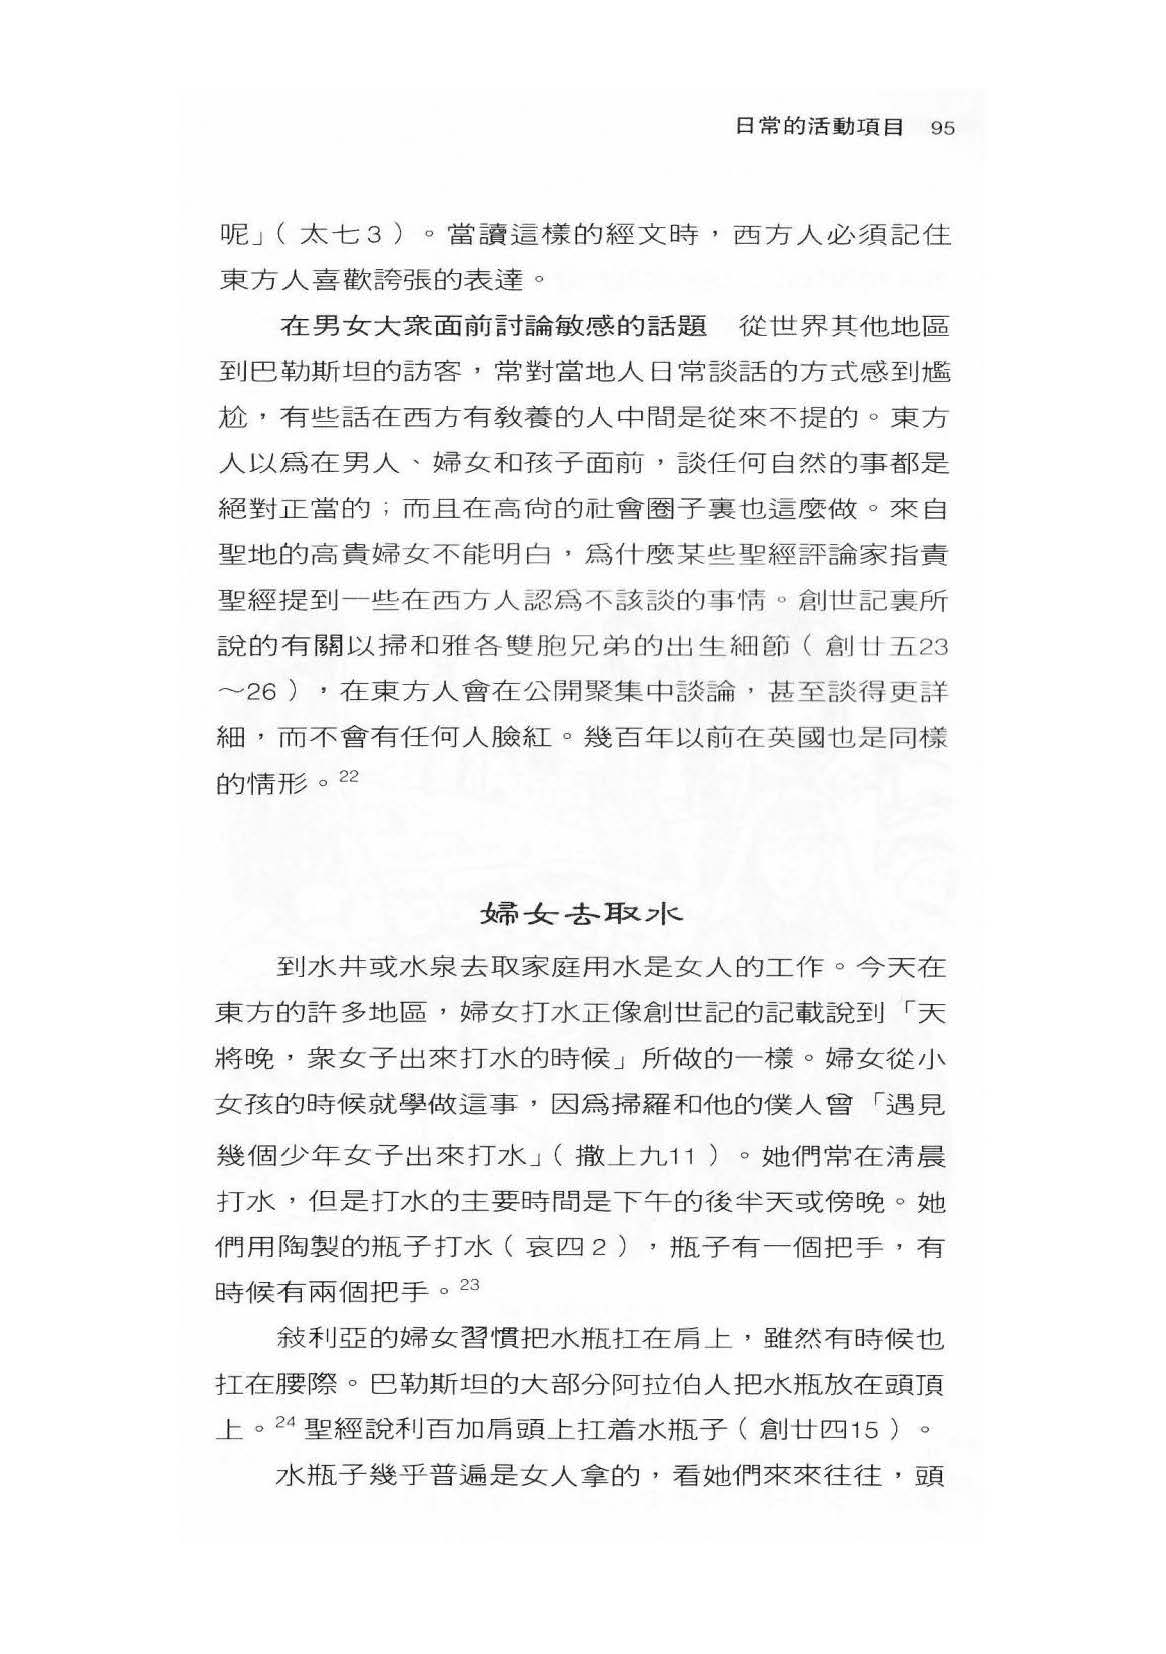 日常的活動項目 95
呢」（太七3）。當讀這樣的經文時，西方人必須記住
東方人喜歡誇張的表達。
在男女大衆面前討論敏感的話題　從世界其他地區
到巴勒斯坦的訪客，常對當地人日常談話的方式感到尷
尬，有些話在西方有教養的人中間是從來不提的。東方
人以爲在男人、婦女和孩子面前，談任何自然的事都是
絕對正當的；而且在高尙的社會圈子裏也這麼做。來自
聖地的高貴婦女不能明白，爲什麼某些聖經評論家指責
聖經提到一些在西方人認爲不該談的事情。創世記裏所
說的有關以掃和雅各雙胞兄弟的出生細節（創廿五23
～26），在東方人會在公開聚集中談論，甚至談得更詳
細，而不會有任何人臉紅。幾百年以前在英國也是同樣
的情形。22
婦女去取水
到水井或水泉去取家庭用水是女人的工作。今天在
東方的許多地區，婦女打水正像創世記的記載說到「天
將晚，衆女子出來打水的時候」所做的一樣。婦女從小
女孩的時候就學做這事，因爲掃羅和他的僕人曾「遇見
幾個少年女子出來打水」（撒上九11）。她們常在淸晨
打水，但是打水的主要時間是下午的後半天或傍晚。她
們用陶製的瓶子打水（哀四2），瓶子有一個把手，有
時候有兩個把手。23
敍利亞的婦女習慣把水瓶扛在肩上，雖然有時候也
扛在腰際。巴勒斯坦的大部分阿拉伯人把水瓶放在頭頂
上。24 聖經說利百加肩頭上扛着水瓶子（創廿四15）。
水瓶子幾乎普遍是女人拿的，看她們來來往往，頭